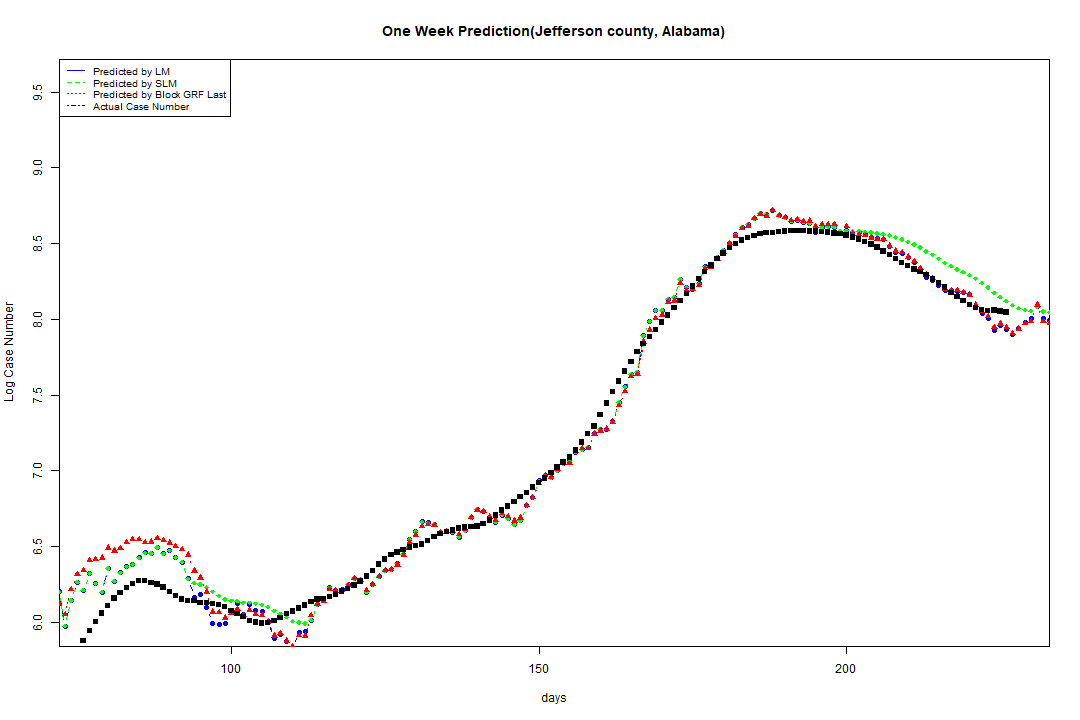 One Week Prediction(Jefferson county, Alabama)
Predicted by LM
Predicted by SLM
Predicted by Block GRF Last
Actual Case Number
9.5
9.0
8.5
8.0
7.5
7.0
6.5
6.0
Log Case Number
100 150 200
days